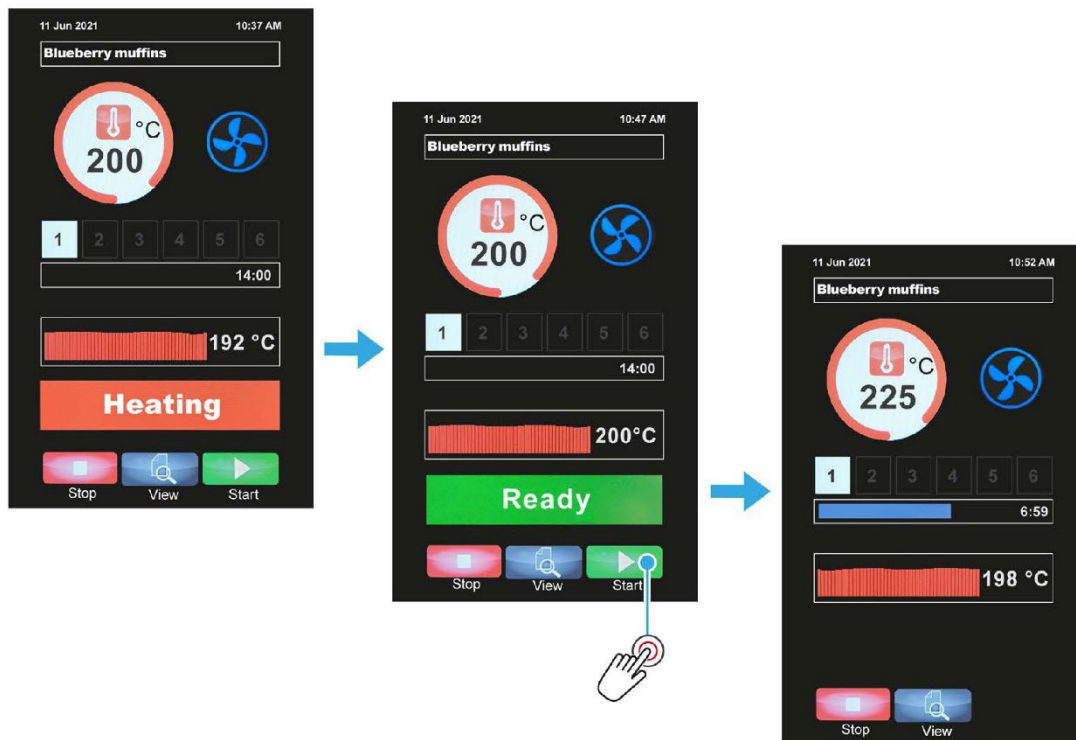 11 Jun 2021 10:37 AM
Blueberry muffins
°C
200
1 2 3 4 5 6
14:00
192 °C
Heating
Stop View Start
11 Jun 2021 10:47 AM
Blueberry muffins
°C
200
1 2 3 4 5 6
14:00
200°C
Ready
Stop View Start
11 Jun 2021 10:52 AM
Blueberry muffins
°C
225
1 2 3 4 5 6
6:59
198 °C
Stop View